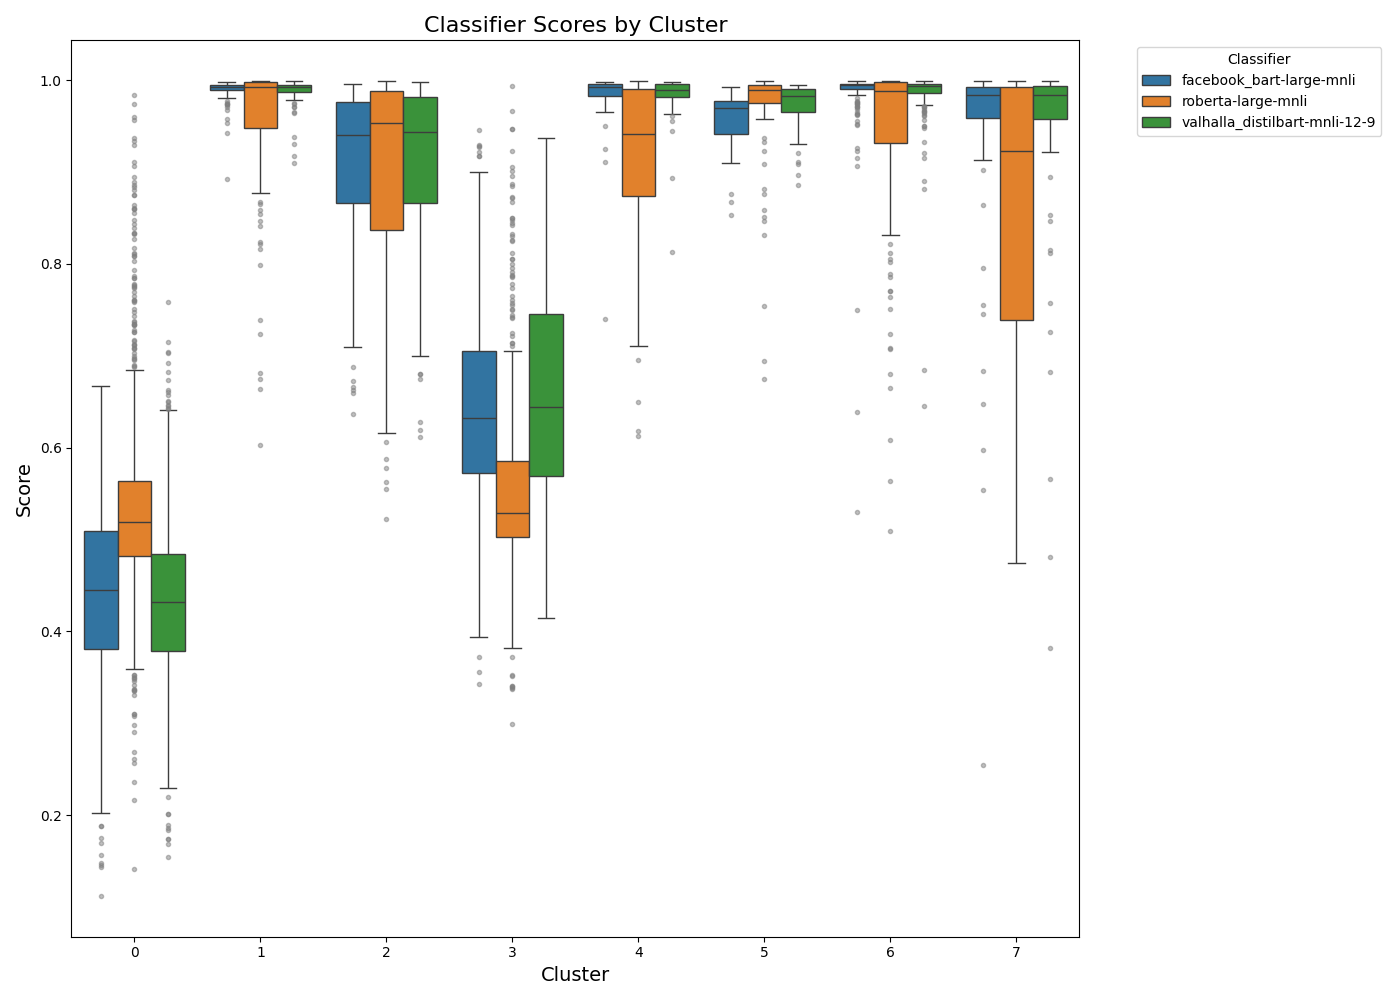 Classifier Scores by Cluster
Classifier
facebook_bart-large-mnli
roberta-large-mnli
valhalla_distilbart-mnli-12-9
Score
1.0
0.8
0.6
0.4
0.2
0 1 2 3 4 5 6 7
Cluster